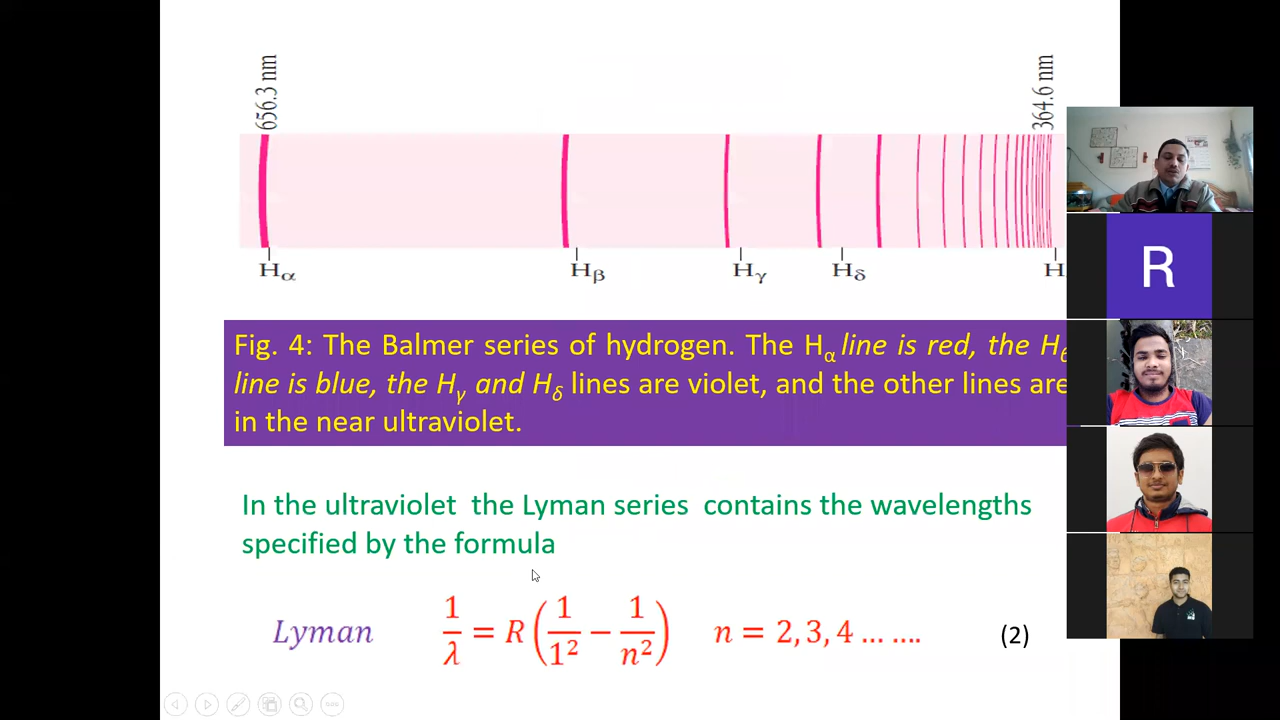 656.3 nm
364.6 nm
Hα
Hβ
Hγ
Hδ
H
R
Fig. 4: The Balmer series of hydrogen. The Hα line is red, the H
line is blue, the Hγ and Hδ lines are violet, and the other lines are
in the near ultraviolet.
In the ultraviolet the Lyman series contains the wavelengths
specified by the formula
Lyman 1/λ = R(1/1² − 1/n²) n = 2,3,4 ... .... (2)